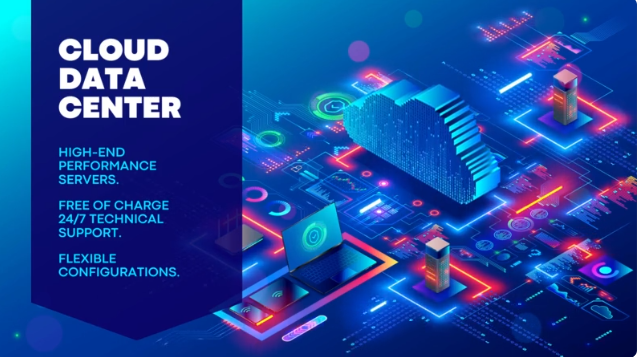 CLOUD
DATA
CENTER
HIGH-END
PERFORMANCE
SERVERS.
FREE OF CHARGE
24/7 TECHNICAL
SUPPORT.
FLEXIBLE
CONFIGURATIONS.